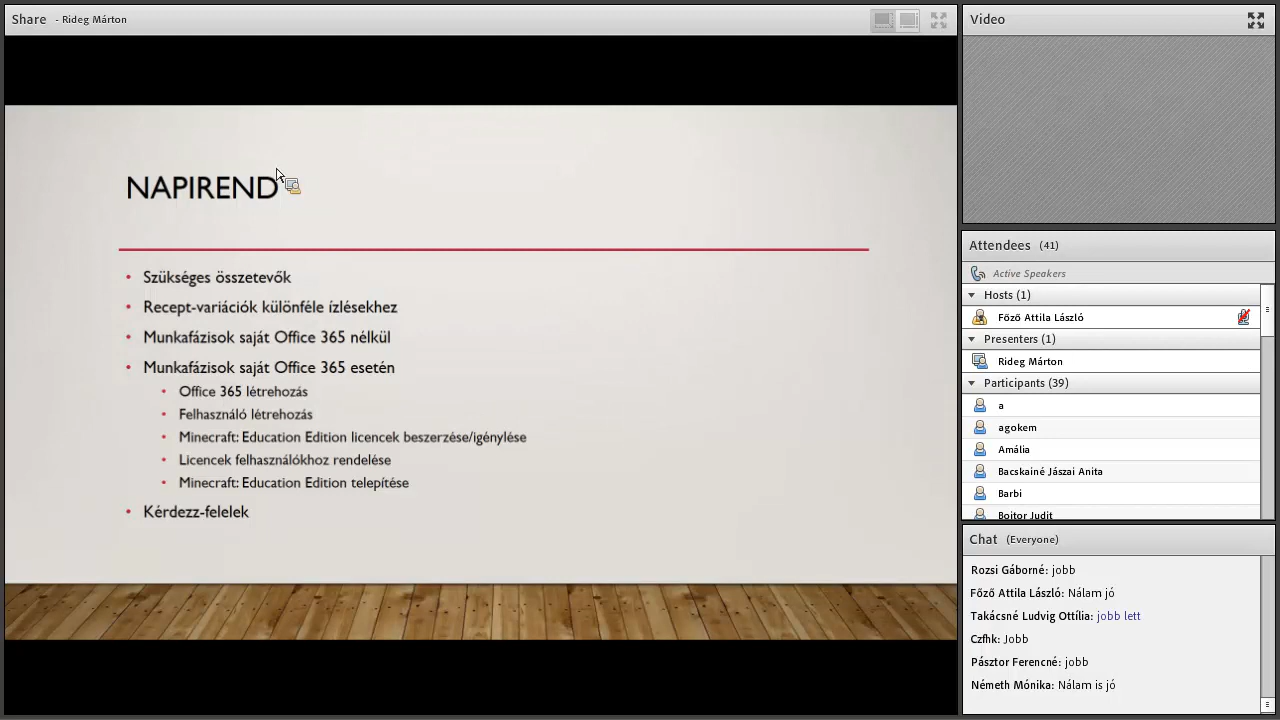 Share - Rideg Márton
NAPIREND
• Szükséges összetevők
• Recept-variációk különféle ízlésekhez
• Munkafázisok saját Office 365 nélkül
• Munkafázisok saját Office 365 esetén
• Office 365 létrehozás
• Felhasználó létrehozás
• Minecraft: Education Edition licencek beszerzése/igénylése
• Licencek felhasználókhoz rendelése
• Minecraft: Education Edition telepítése
• Kérdezz-felelek
Video
Attendees (41)
Active Speakers
Hosts (1)
Főző Attila László
Presenters (1)
Rideg Márton
Participants (39)
a
agokem
Amália
Bacskainé Jászai Anita
Barbi
Boitor Judit
Chat (Everyone)
Rozsi Gáborné: jobb
Főző Attila László: Nálam jó
Takácsné Ludvig Ottília: jobb lett
Czfhk: Jobb
Pásztor Ferencné: jobb
Németh Mónika: Nálam is jó